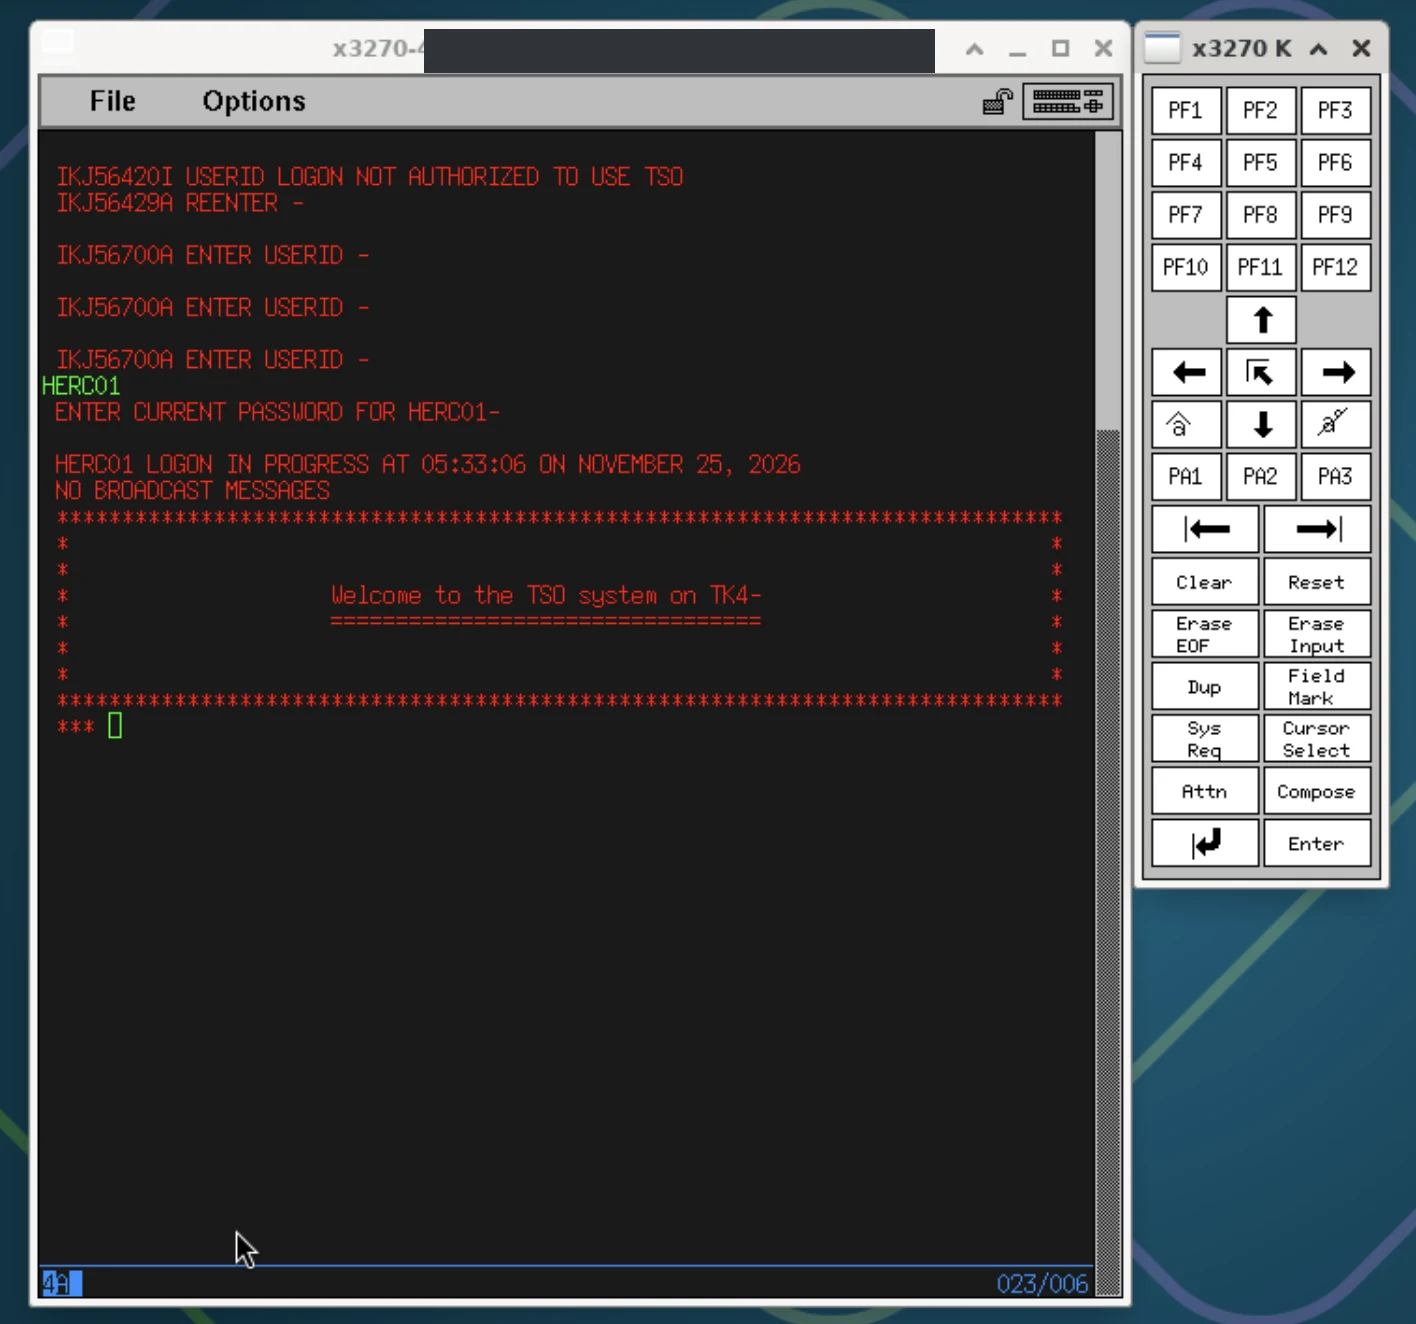 x3270-4
x3270 K
File Options
IKJ56420I USERID LOGON NOT AUTHORIZED TO USE TSO
IKJ56429A REENTER -
IKJ56700A ENTER USERID -
IKJ56700A ENTER USERID -
IKJ56700A ENTER USERID -
HERC01
ENTER CURRENT PASSWORD FOR HERC01-
HERC01 LOGON IN PROGRESS AT 05:33:06 ON NOVEMBER 25, 2026
NO BROADCAST MESSAGES
*****************************************************************************
* *
* *
* Welcome to the TSO system on TK4- *
* ================================= *
* *
* *
*****************************************************************************
***
4A
023/006
PF1 PF2 PF3
PF4 PF5 PF6
PF7 PF8 PF9
PF10 PF11 PF12
â a
PA1 PA2 PA3
Clear Reset
Erase EOF Erase Input
Dup Field Mark
Sys Req Cursor Select
Attn Compose
Enter